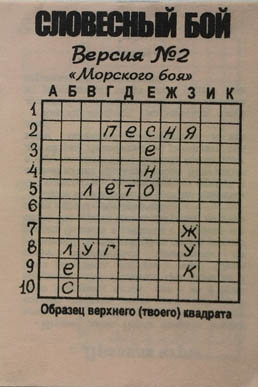 СЛОВЕСНЫЙ БОЙ
Версия №2
«Морского боя»
А Б В Г Д Е Ж З И К
1
2 п е с н я
3 е
4 н
5 л е т о
6
7 ж
8 л у г у
9 е к
10 с
Образец верхнего (твоего) квадрата